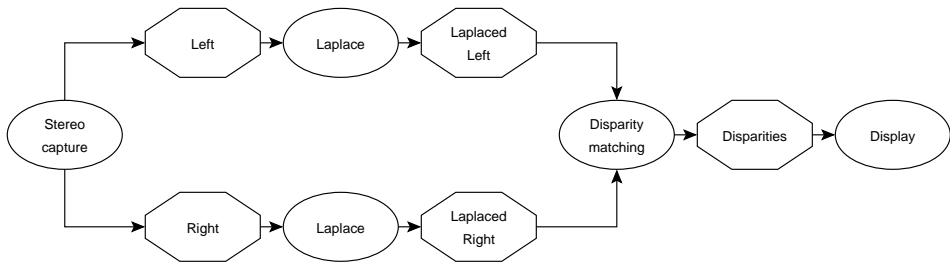 Left
Laplace
Laplaced
Left
Stereo
capture
Disparity
matching
Disparities
Display
Right
Laplace
Laplaced
Right